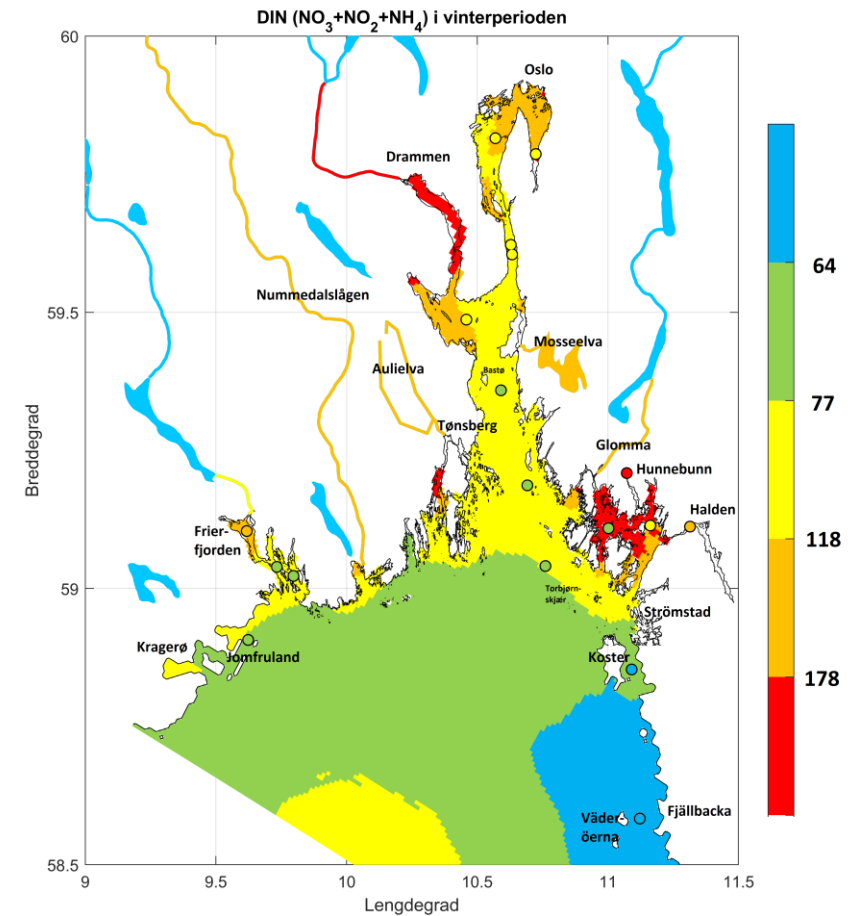 DIN (NO3+NO2+NH4) i vinterperioden
60
Oslo
Drammen
64
Nummedalslågen
59.5
Mosseelva
Bastø
Aulielva
77
Tønsberg
Breddegrad
Glomma
Hunnebunn
Halden
Frier-
fjorden
118
59
Torbjørn-
skjær
Strömstad
Kragerø
Jomfruland
Koster
178
Väder-
öerna
Fjällbacka
58.5
9
9.5
10
10.5
11
11.5
Lengdegrad